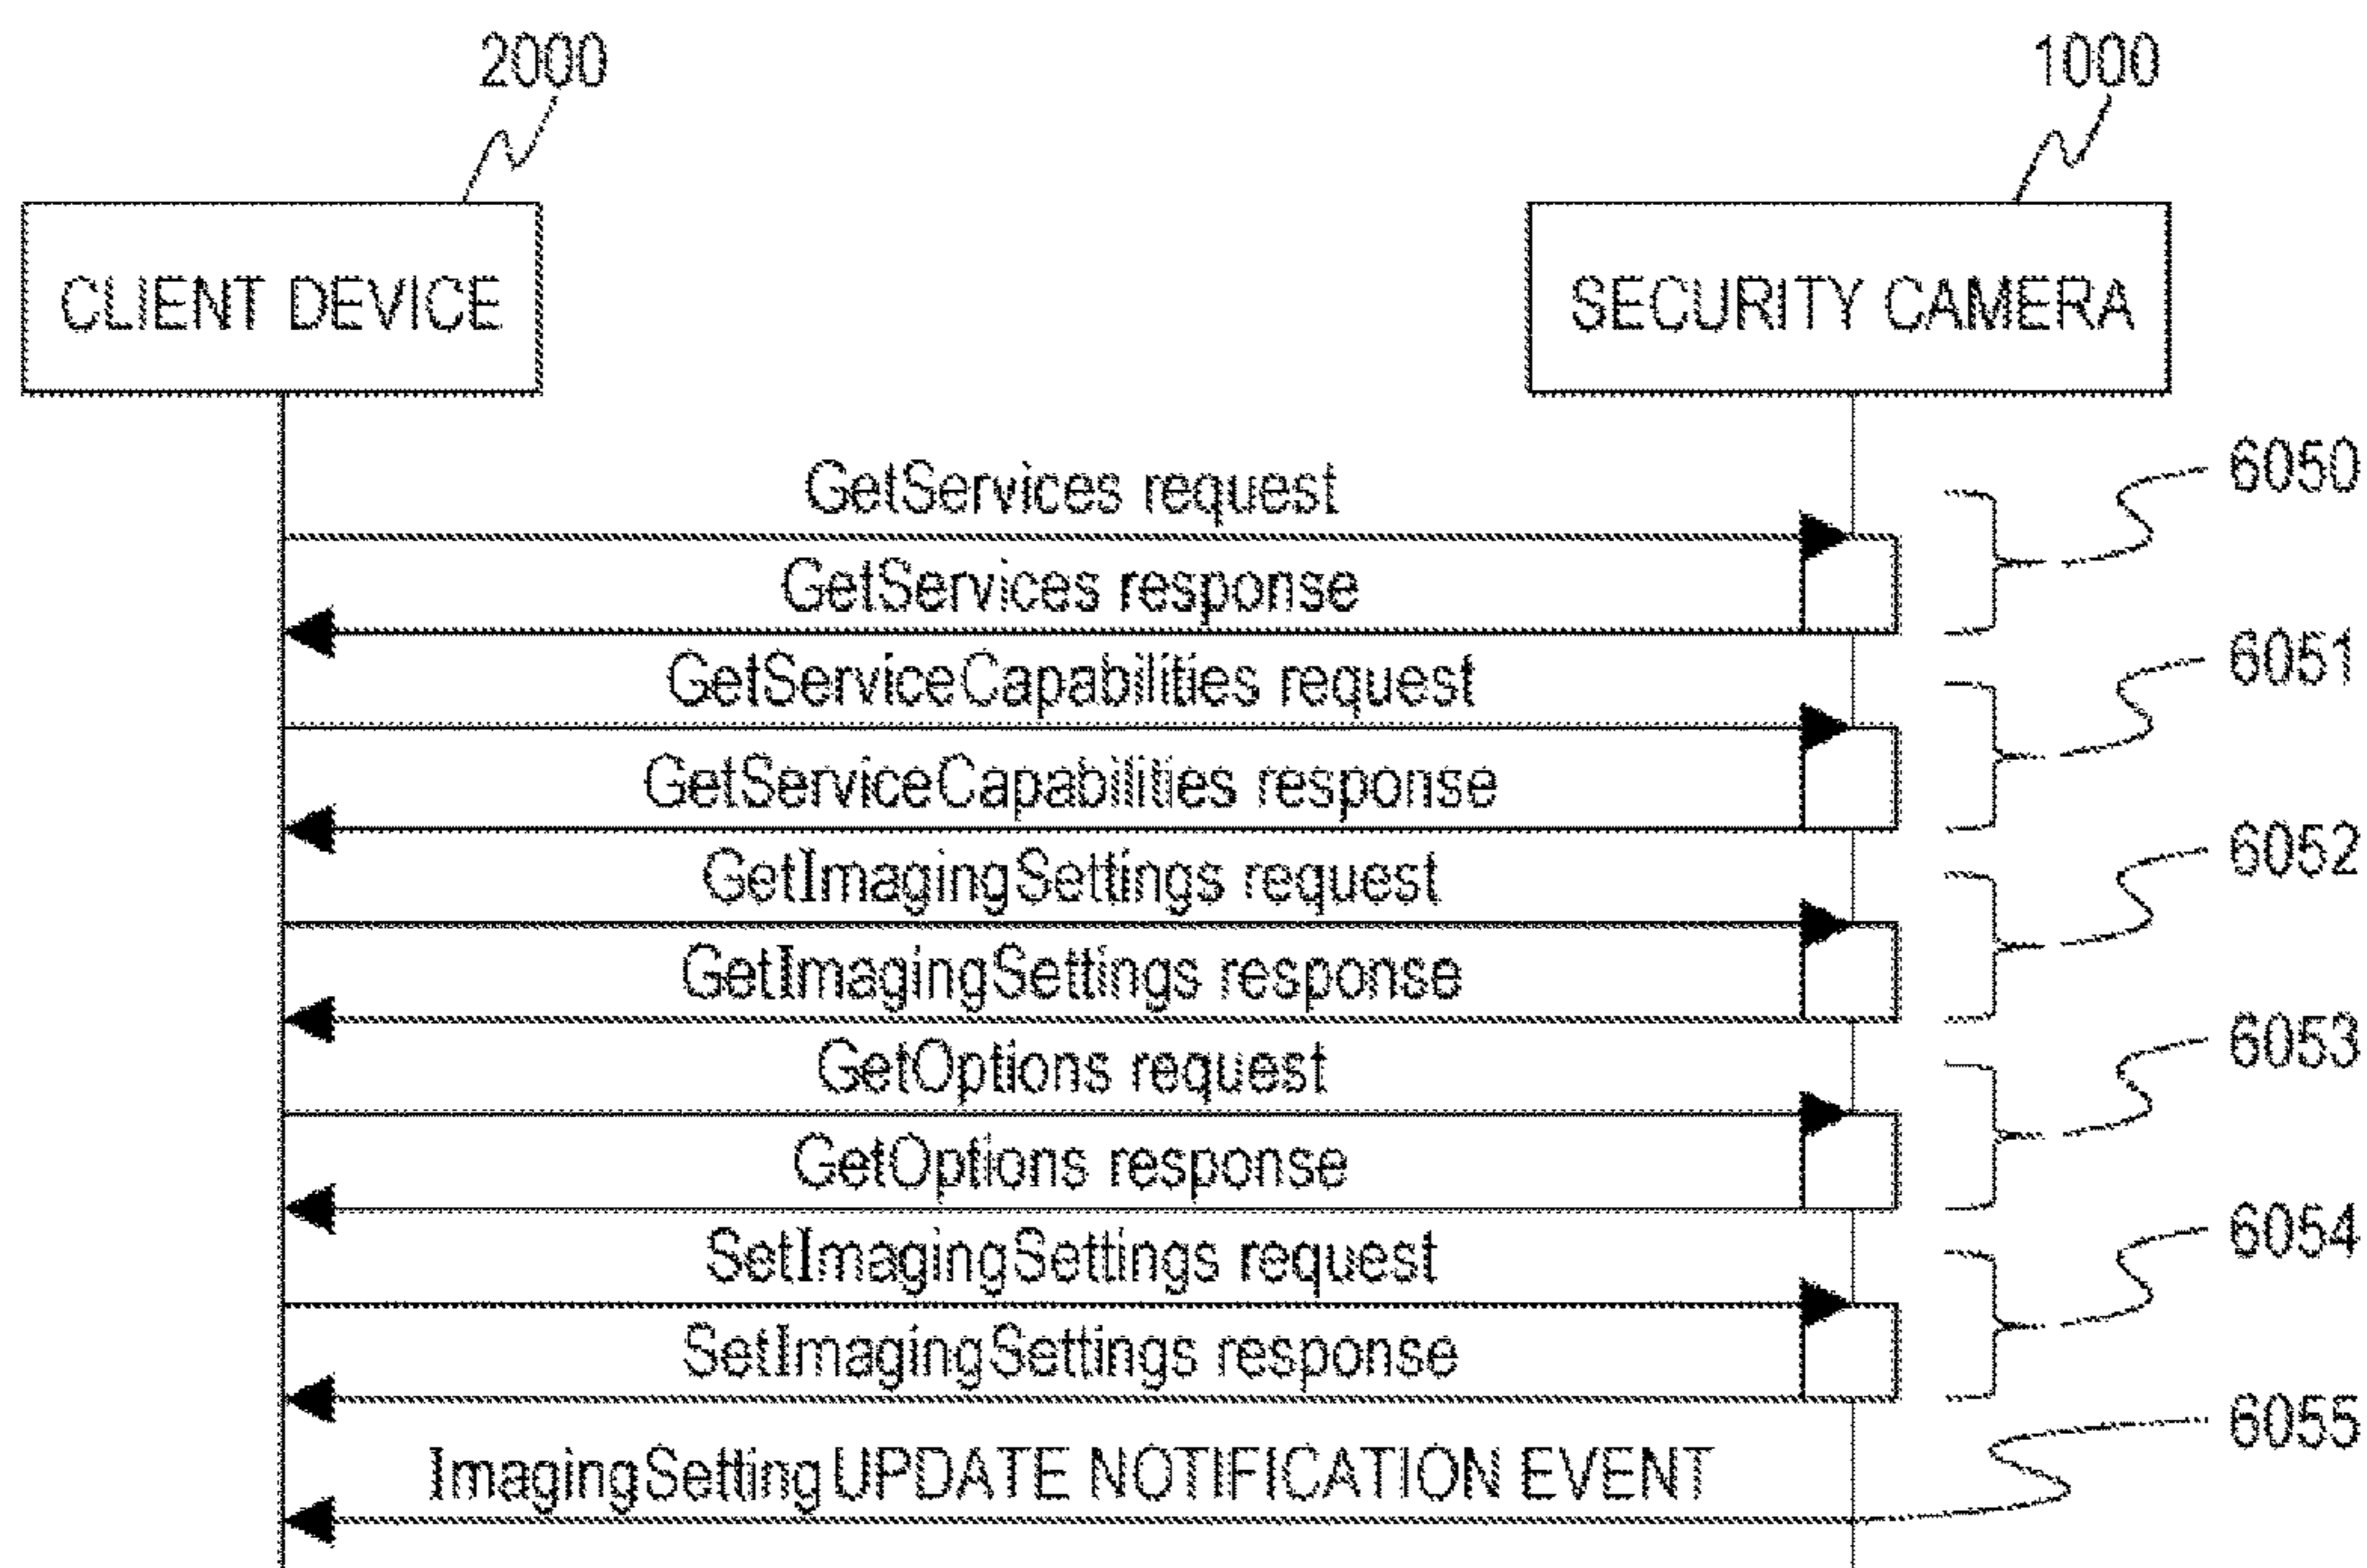 2000
1000
CLIENT DEVICE
SECURITY CAMERA
GetServices request
6050
GetServices response
GetServiceCapabilities request
6051
GetServiceCapabilities response
GetImagingSettings request
6052
GetImagingSettings response
GetOptions request
6053
GetOptions response
SetImagingSettings request
6054
SetImagingSettings response
6055
ImagingSetting UPDATE NOTIFICATION EVENT